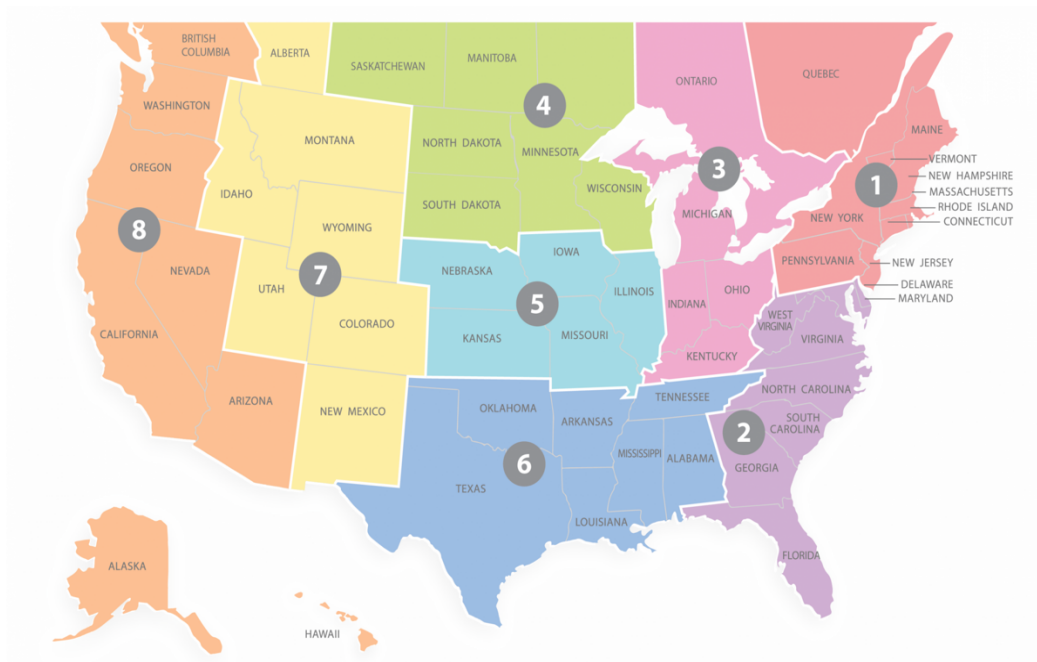 BRITISH
COLUMBIA
ALBERTA
SASKATCHEWAN
MANITOBA
ONTARIO
QUEBEC
WASHINGTON
MONTANA
NORTH DAKOTA
MINNESOTA
4
MAINE
OREGON
IDAHO
SOUTH DAKOTA
WISCONSIN
3
MICHIGAN
1
VERMONT
NEW HAMPSHIRE
MASSACHUSETTS
RHODE ISLAND
CONNECTICUT
NEW YORK
8
WYOMING
NEVADA
7
UTAH
NEBRASKA
IOWA
5
ILLINOIS
INDIANA
OHIO
PENNSYLVANIA
NEW JERSEY
DELAWARE
MARYLAND
CALIFORNIA
COLORADO
KANSAS
MISSOURI
KENTUCKY
WEST
VIRGINIA
VIRGINIA
ARIZONA
NEW MEXICO
OKLAHOMA
ARKANSAS
TENNESSEE
NORTH CAROLINA
SOUTH
CAROLINA
2
6
TEXAS
MISSISSIPPI
ALABAMA
GEORGIA
LOUISIANA
FLORIDA
ALASKA
HAWAII